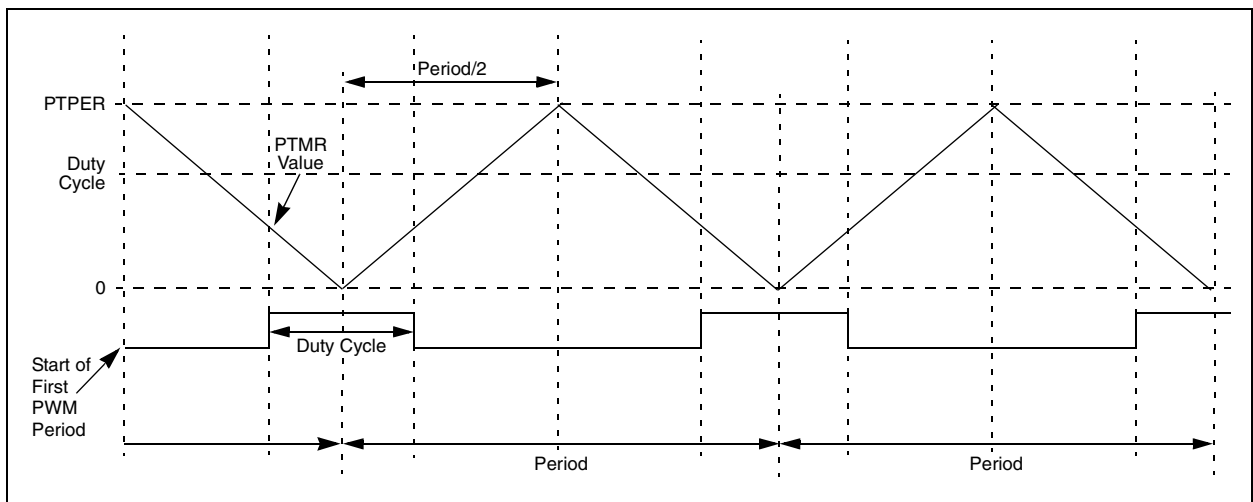 Period/2
PTPER
PTMR
Value
Duty
Cycle
0
Duty Cycle
Start of
First
PWM
Period
Period
Period